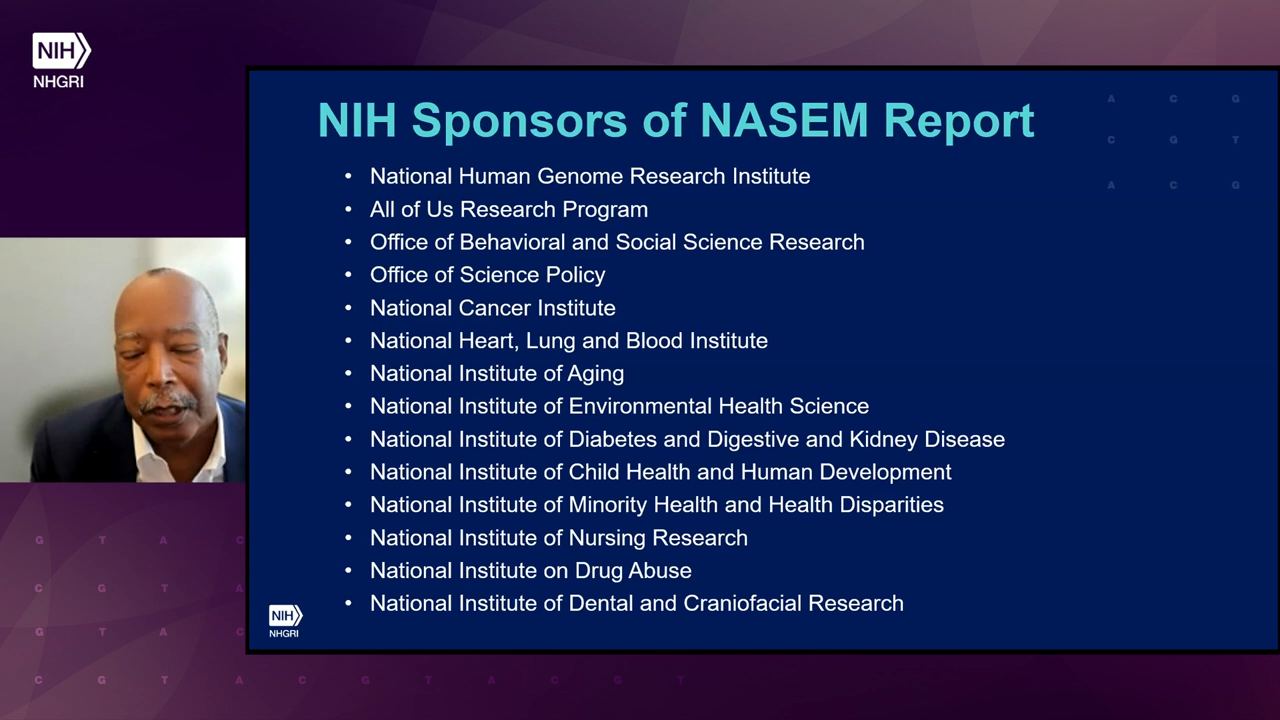 NIH
NHGRI
NIH Sponsors of NASEM Report
• National Human Genome Research Institute
• All of Us Research Program
• Office of Behavioral and Social Science Research
• Office of Science Policy
• National Cancer Institute
• National Heart, Lung and Blood Institute
• National Institute of Aging
• National Institute of Environmental Health Science
• National Institute of Diabetes and Digestive and Kidney Disease
• National Institute of Child Health and Human Development
• National Institute of Minority Health and Health Disparities
• National Institute of Nursing Research
• National Institute on Drug Abuse
• National Institute of Dental and Craniofacial Research
NIH
NHGRI
A C G
C G T
A C G
G T A C
C G T A
G T A C
C G T A C G T A C G T